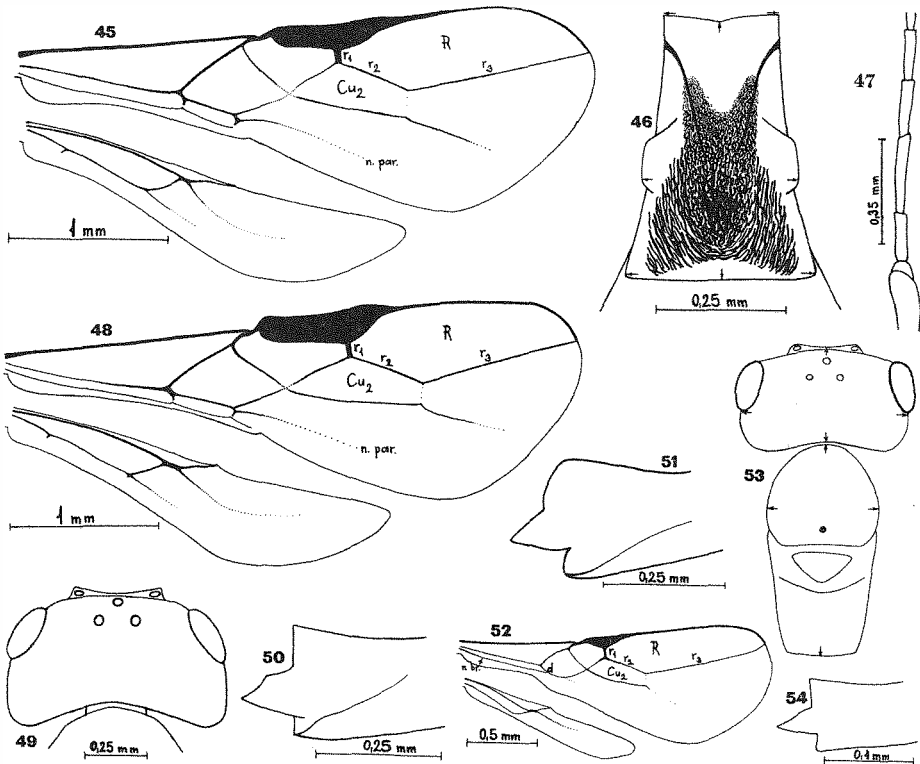 45
R
r₁
r₂
r₃
Cu₂
n. par.
1 mm
46
0,25 mm
47
0,35 mm
48
R
r₁
r₂
r₃
Cu₂
n. par.
1 mm
49
0,25 mm
50
0,25 mm
51
0,25 mm
52
n. br.
d
r₁
r₂
R
r₃
Cu₂
0,5 mm
53
54
0,1 mm